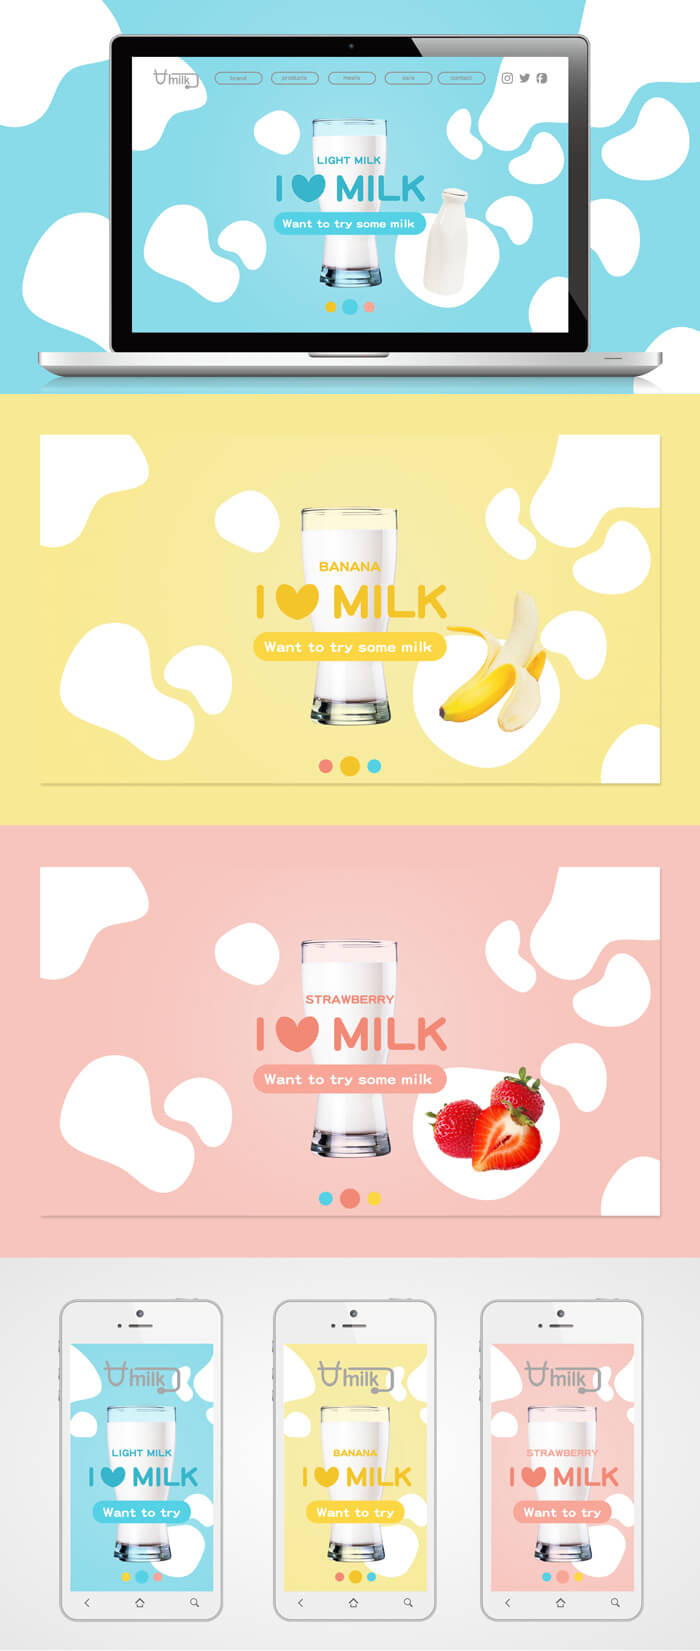 milk
brand
products
meals
care
contact
LIGHT MILK
I MILK
Want to try some milk
BANANA
I MILK
Want to try some milk
STRAWBERRY
I MILK
Want to try some milk
milk
LIGHT MILK
I MILK
Want to try
milk
BANANA
I MILK
Want to try
milk
STRAWBERRY
I MILK
Want to try